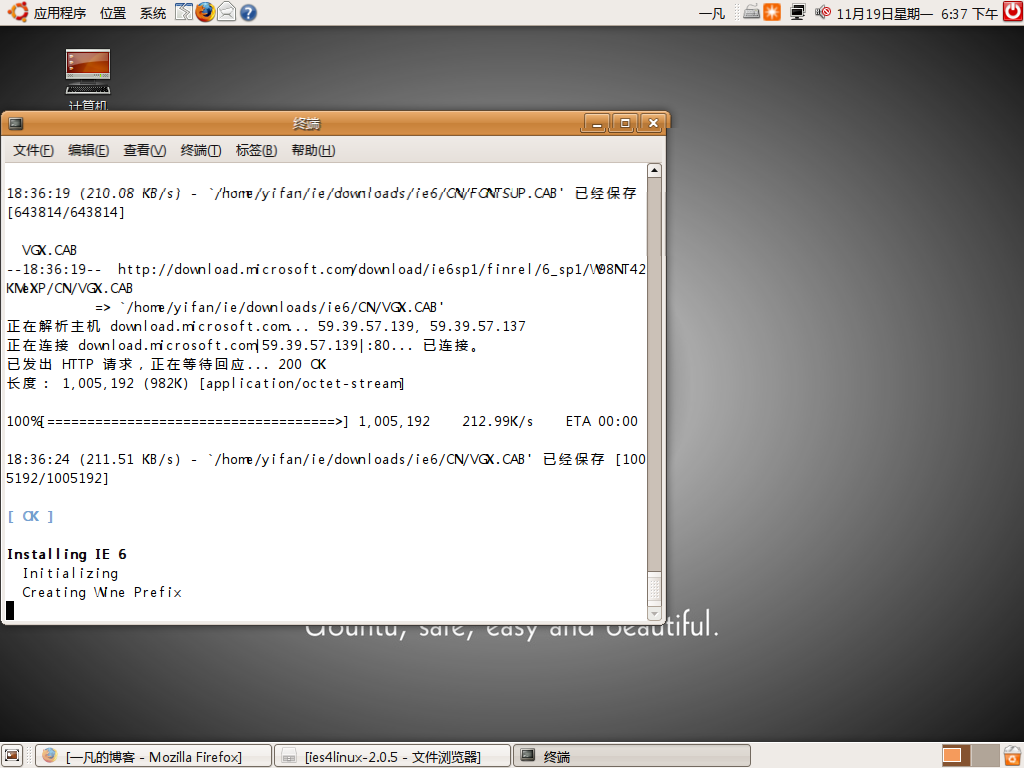 应用程序 位置 系统 一凡 11月19日星期一 6:37 下午
计算机
终端
文件(F) 编辑(E) 查看(V) 终端(T) 标签(B) 帮助(H)
18:36:19 (210.08 KB/s) - `/home/yifan/ie/downloads/ie6/CN/FONTSUP.CAB' 已经保存
[643814/643814]
VGX.CAB
--18:36:19-- http://download.microsoft.com/download/ie6sp1/finrel/6_sp1/W98NT42
KMeXP/CN/VGX.CAB
=> `/home/yifan/ie/downloads/ie6/CN/VGX.CAB'
正在解析主机 download.microsoft.com... 59.39.57.139, 59.39.57.137
正在连接 download.microsoft.com|59.39.57.139|:80... 已连接。
已发出 HTTP 请求，正在等待回应... 200 OK
长度： 1,005,192 (982K) [application/octet-stream]
100%[====================================>] 1,005,192 212.99K/s ETA 00:00
18:36:24 (211.51 KB/s) - `/home/yifan/ie/downloads/ie6/CN/VGX.CAB' 已经保存 [100
5192/1005192]
[ OK ]
Installing IE 6
Initializing
Creating Wine Prefix
Ubuntu, safe, easy and beautiful.
[一凡的博客 - Mozilla Firefox] [ies4linux-2.0.5 - 文件浏览器] 终端